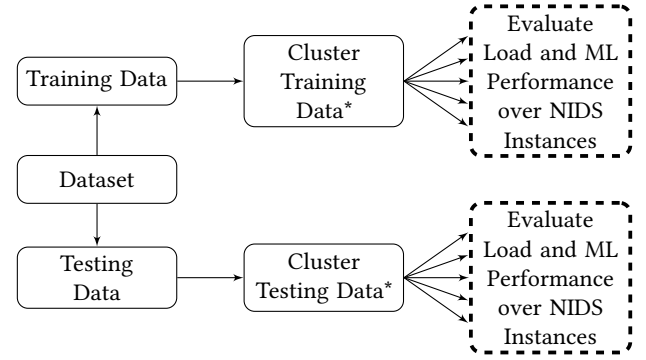 Training Data
Cluster
Training
Data*
Evaluate
Load and ML
Performance
over NIDS
Instances
Dataset
Testing
Data
Cluster
Testing Data*
Evaluate
Load and ML
Performance
over NIDS
Instances